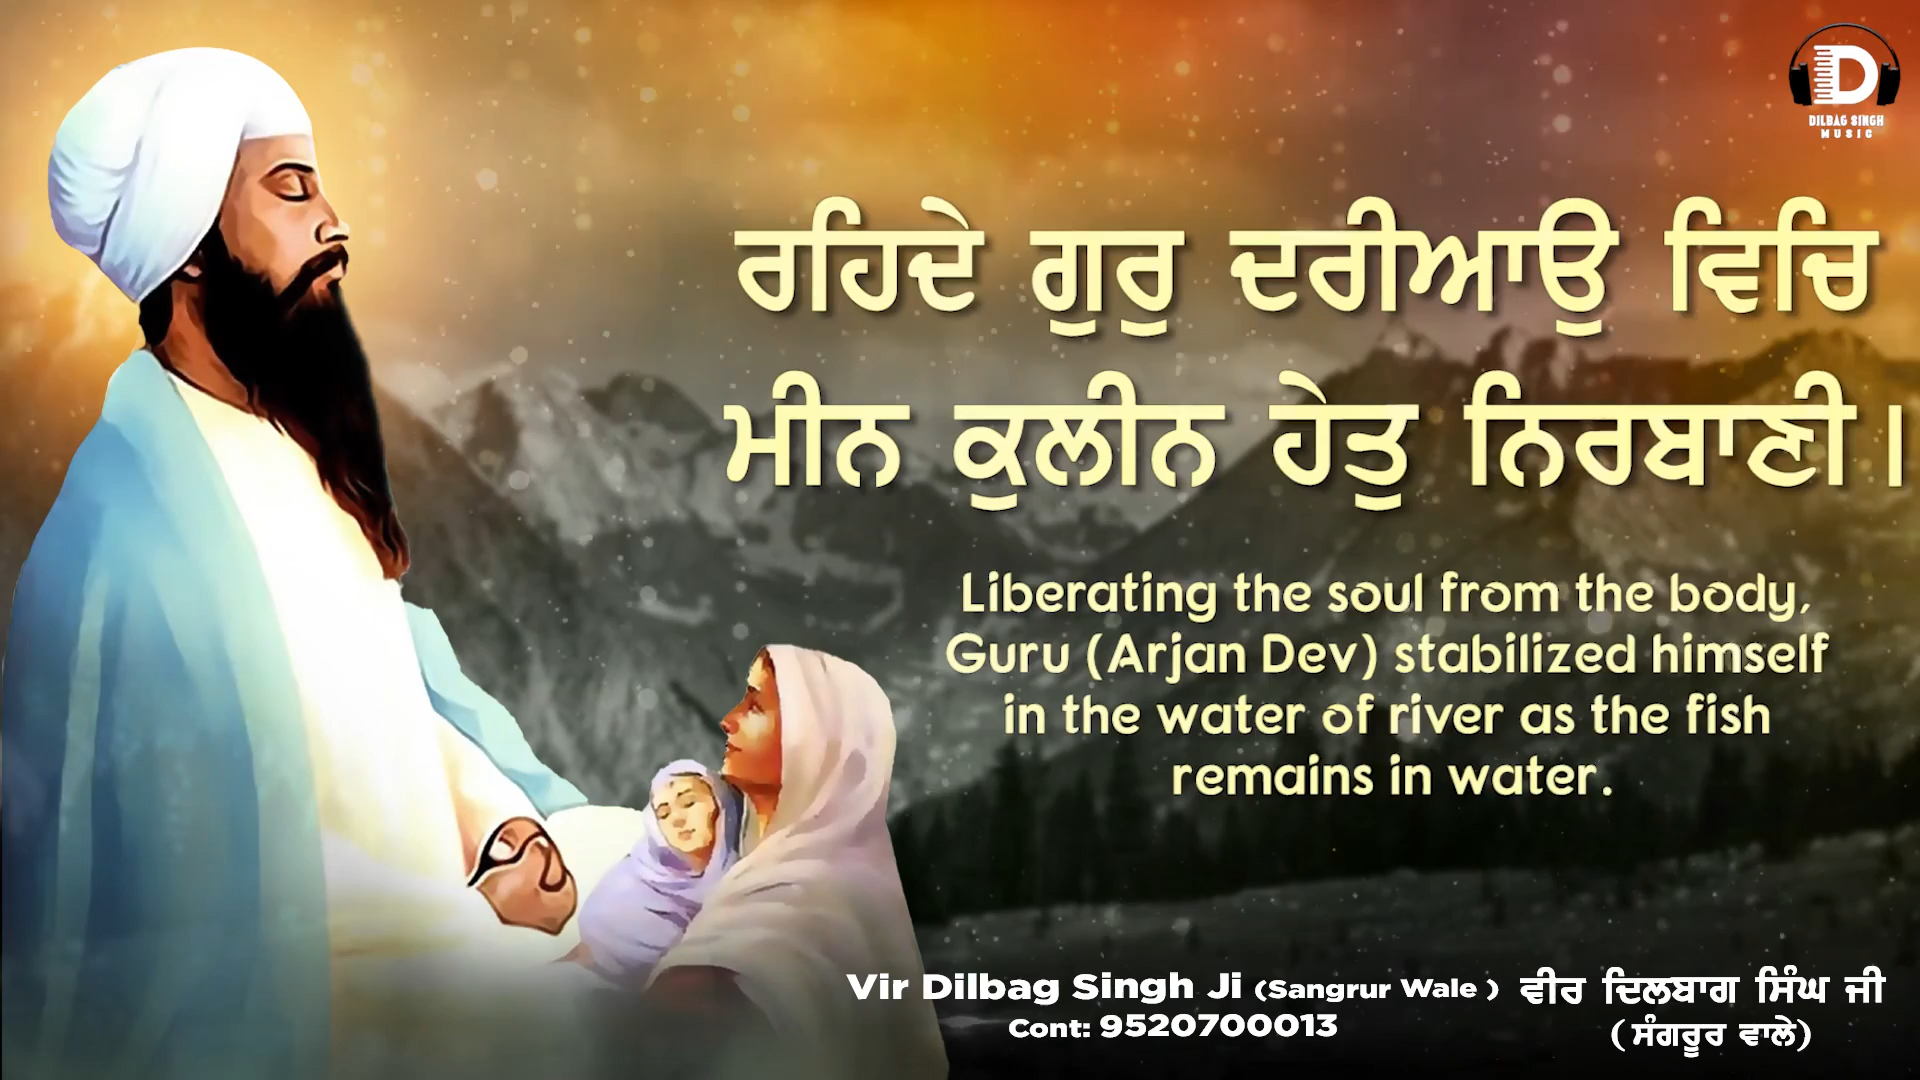 DILBAG SINGH
MUSIC
ਰਹਿਦੇ ਗੁਰੁ ਦਰੀਆਉ ਵਿਚਿ
ਮੀਨ ਕੁਲੀਨ ਹੇਤੁ ਨਿਰਬਾਣੀ।
Liberating the soul from the body,
Guru (Arjan Dev) stabilized himself
in the water of river as the fish
remains in water.
Vir Dilbag Singh Ji (Sangrur Wale ) ਵੀਰ ਦਿਲਬਾਗ ਸਿੰਘ ਜੀ
Cont: 9520700013 (ਸੰਗਰੂਰ ਵਾਲੇ)